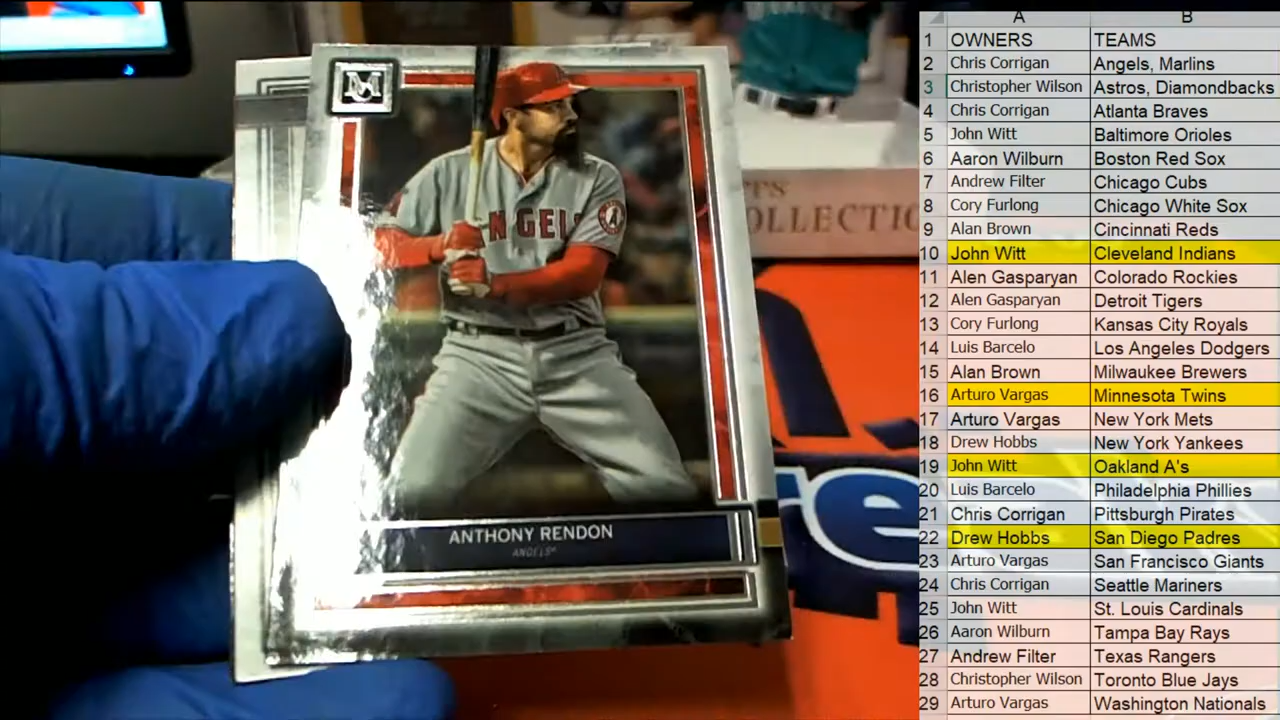 M
ANGELS
A
TOPPS
COLLECTIO
ANTHONY RENDON
ANGELS
re
A B
1 OWNERS TEAMS
2 Chris Corrigan Angels, Marlins
3 Christopher Wilson Astros, Diamondbacks
4 Chris Corrigan Atlanta Braves
5 John Witt Baltimore Orioles
6 Aaron Wilburn Boston Red Sox
7 Andrew Filter Chicago Cubs
8 Cory Furlong Chicago White Sox
9 Alan Brown Cincinnati Reds
10 John Witt Cleveland Indians
11 Alen Gasparyan Colorado Rockies
12 Alen Gasparyan Detroit Tigers
13 Cory Furlong Kansas City Royals
14 Luis Barcelo Los Angeles Dodgers
15 Alan Brown Milwaukee Brewers
16 Arturo Vargas Minnesota Twins
17 Arturo Vargas New York Mets
18 Drew Hobbs New York Yankees
19 John Witt Oakland A's
20 Luis Barcelo Philadelphia Phillies
21 Chris Corrigan Pittsburgh Pirates
22 Drew Hobbs San Diego Padres
23 Arturo Vargas San Francisco Giants
24 Chris Corrigan Seattle Mariners
25 John Witt St. Louis Cardinals
26 Aaron Wilburn Tampa Bay Rays
27 Andrew Filter Texas Rangers
28 Christopher Wilson Toronto Blue Jays
29 Arturo Vargas Washington Nationals